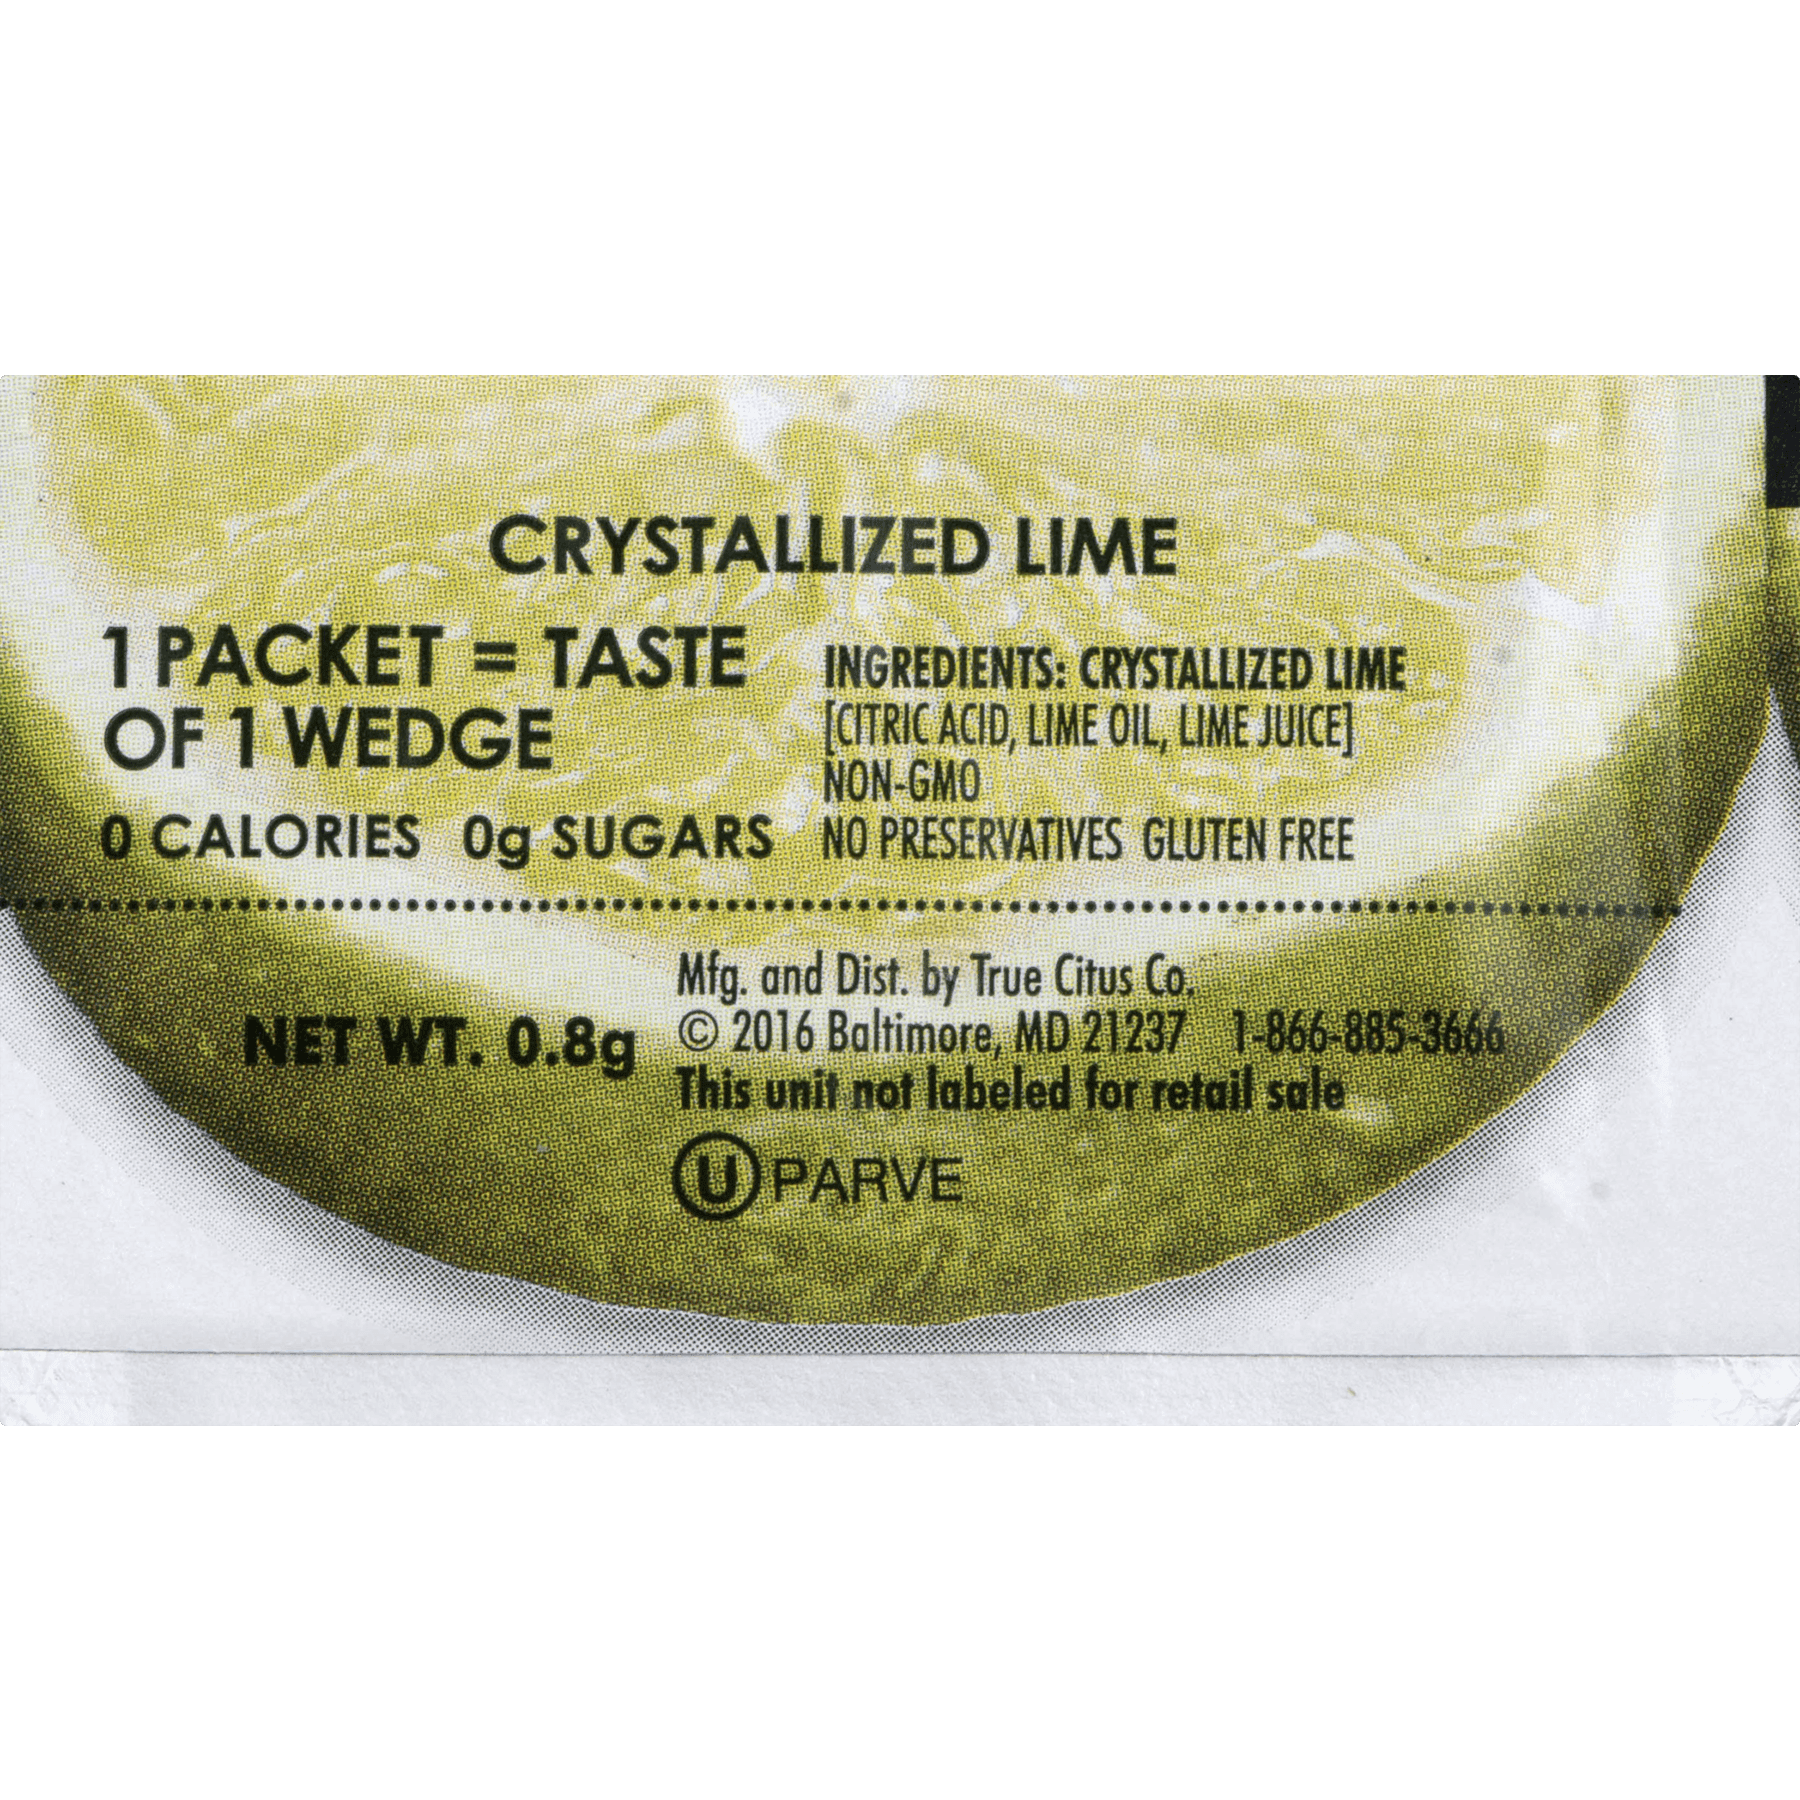 CRYSTALLIZED LIME
1 PACKET = TASTE
OF 1 WEDGE
0 CALORIES 0g SUGARS
INGREDIENTS: CRYSTALLIZED LIME
[CITRIC ACID, LIME OIL, LIME JUICE]
NON-GMO
NO PRESERVATIVES GLUTEN FREE
NET WT. 0.8g
Mfg. and Dist. by True Citus Co.
© 2016 Baltimore, MD 21237 1-866-885-3666
This unit not labeled for retail sale
U PARVE